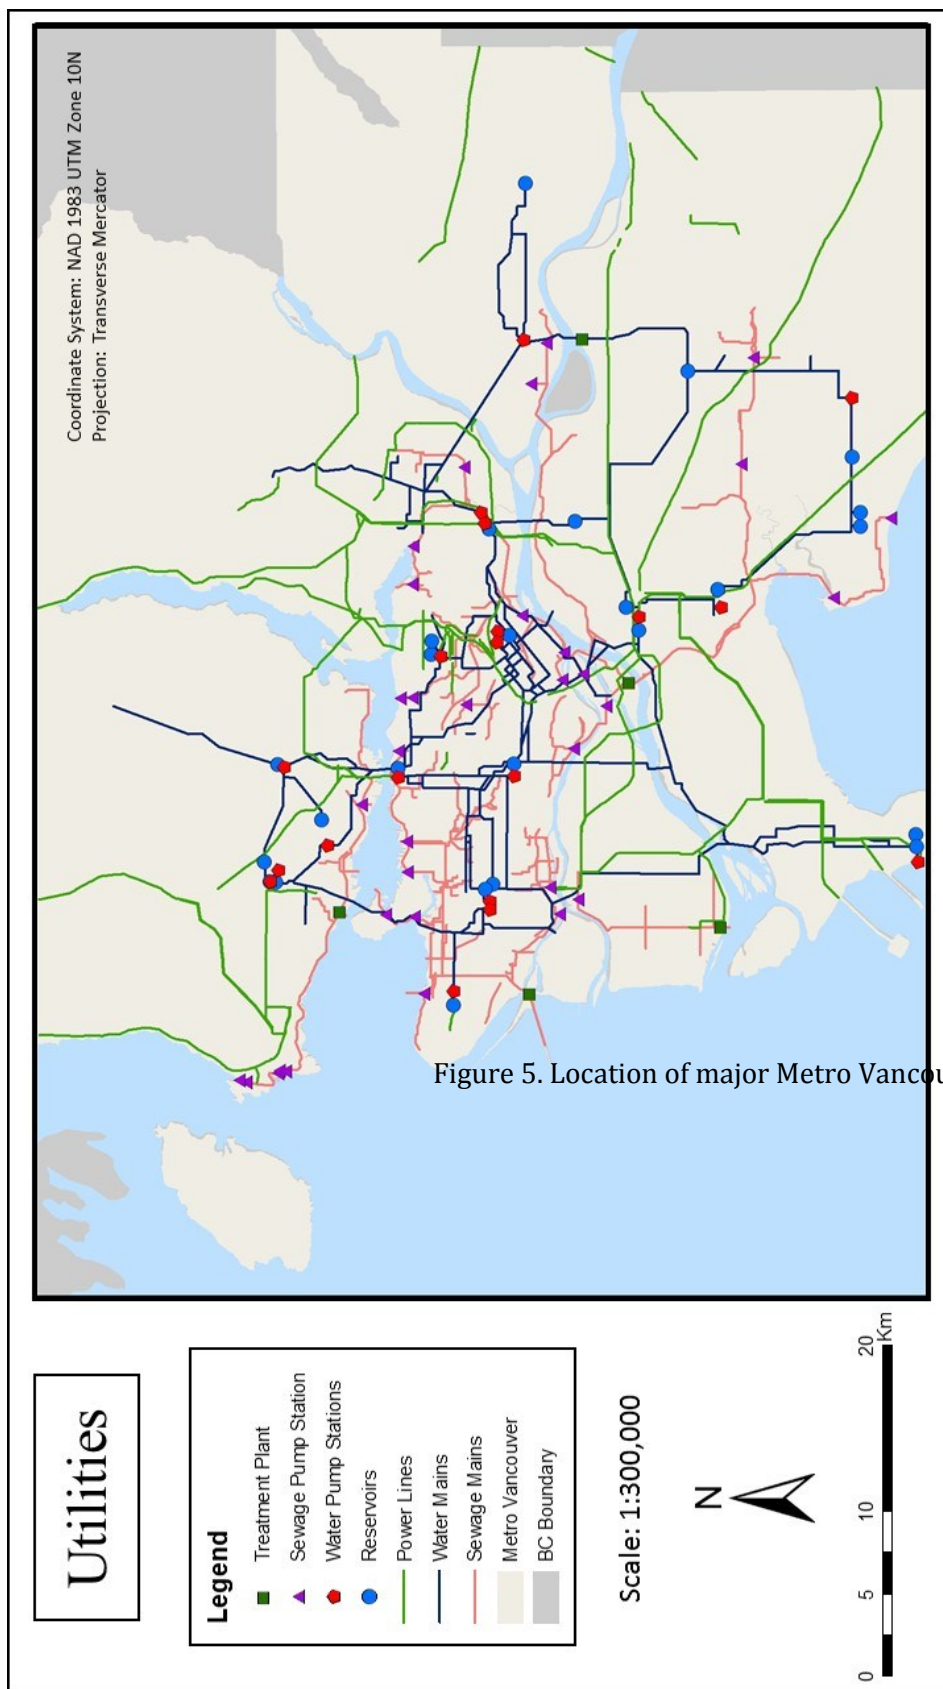 Utilities
Legend
Treatment Plant
Sewage Pump Station
Water Pump Stations
Reservoirs
Power Lines
Water Mains
Sewage Mains
Metro Vancouver
BC Boundary
Scale: 1:300,000
N
0 5 10 20
Km
Coordinate System: NAD 1983 UTM Zone 10N
Projection: Transverse Mercator
Figure 5. Location of major Metro Vancou